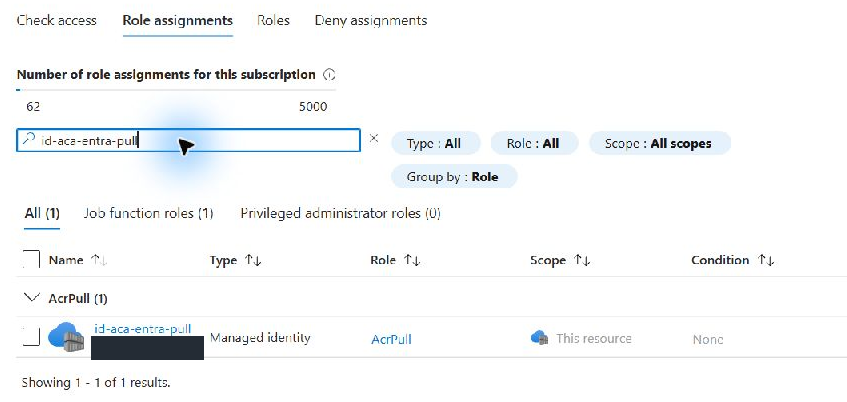 Check access Role assignments Roles Deny assignments
Number of role assignments for this subscription
62 5000
id-aca-entra-pull
Type : All Role : All Scope : All scopes
Group by : Role
All (1) Job function roles (1) Privileged administrator roles (0)
Name Type Role Scope Condition
AcrPull (1)
id-aca-entra-pull
Managed identity AcrPull This resource None
Showing 1 - 1 of 1 results.